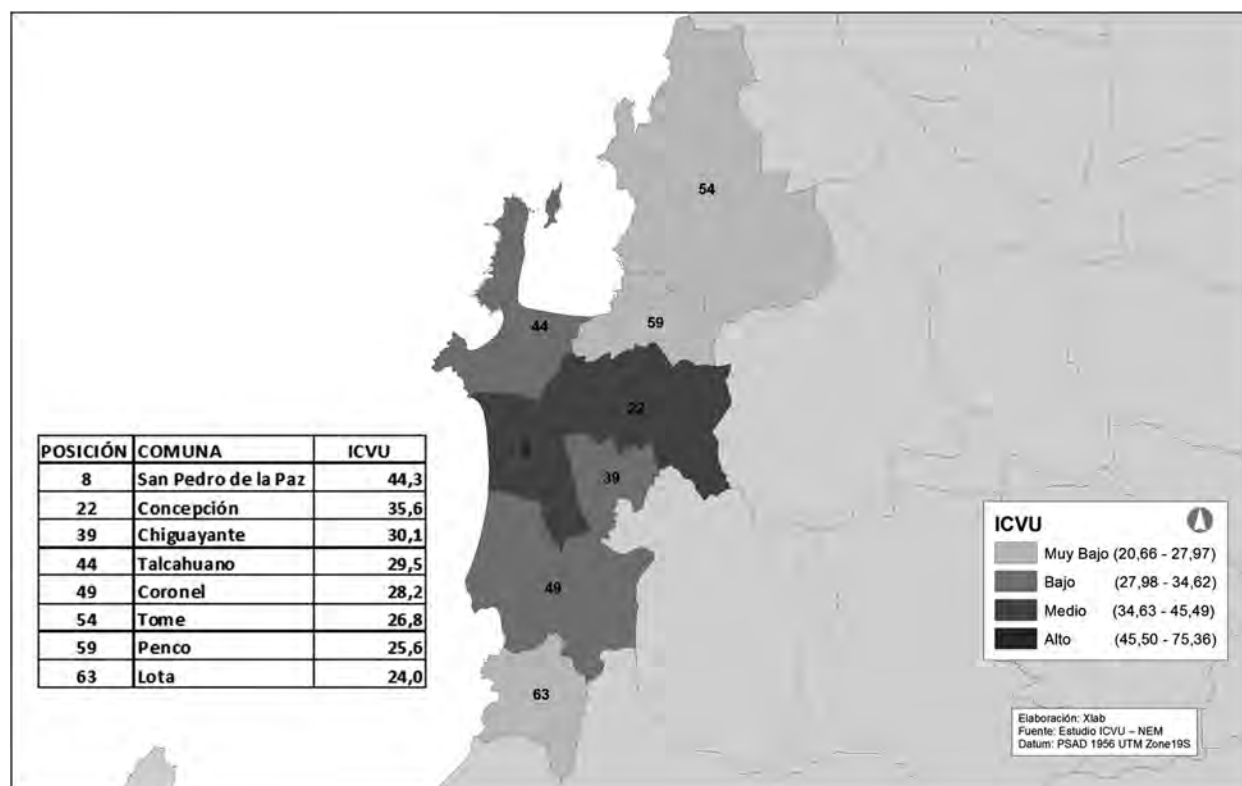 54
44
59
22
8
39
49
63
POSICIÓN COMUNA ICVU
8 San Pedro de la Paz 44,3
22 Concepción 35,6
39 Chiguayante 30,1
44 Talcahuano 29,5
49 Coronel 28,2
54 Tome 26,8
59 Penco 25,6
63 Lota 24,0
ICVU
Muy Bajo (20,66 - 27,97)
Bajo (27,98 - 34,62)
Medio (34,63 - 45,49)
Alto (45,50 - 75,36)
Elaboración: Xlab
Fuente: Estudio ICVU – NEM
Datum: PSAD 1956 UTM Zone19S